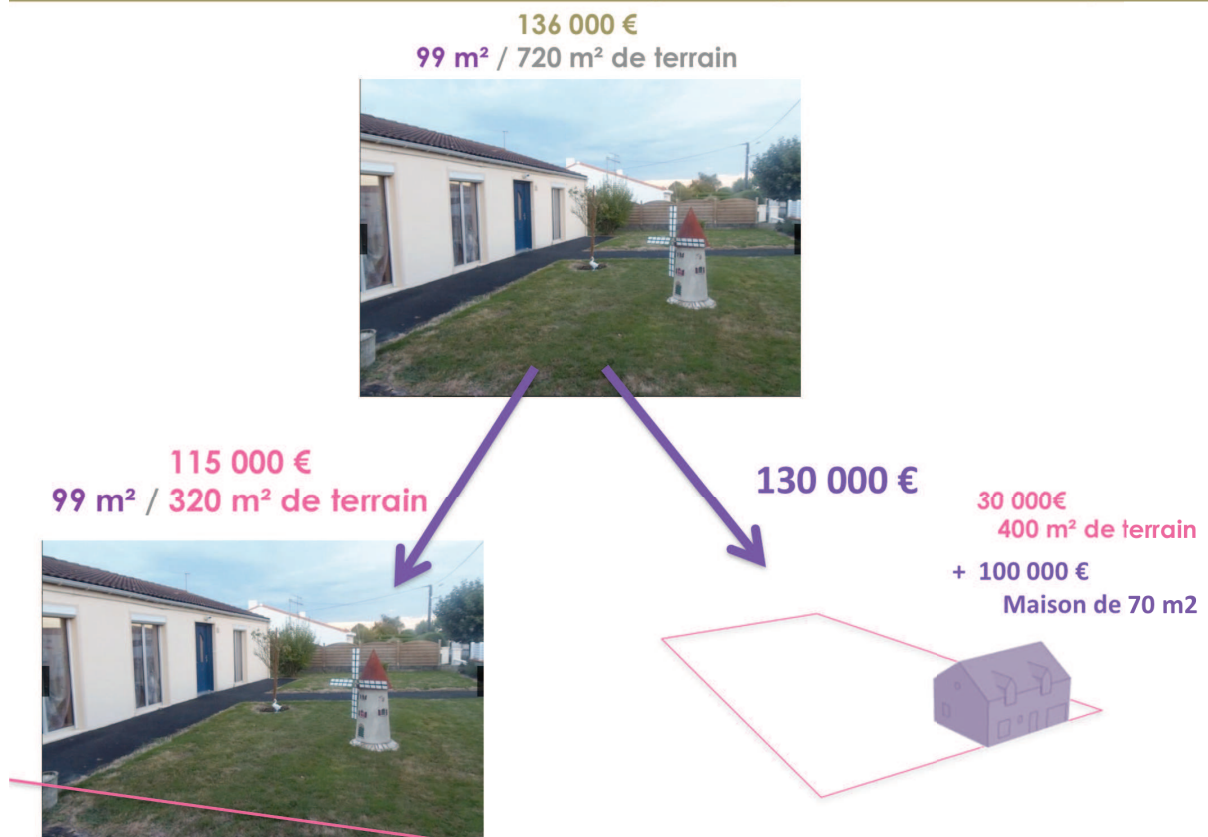 136 000 €
99 m² / 720 m² de terrain
115 000 €
99 m² / 320 m² de terrain
130 000 €
30 000€
400 m² de terrain
+ 100 000 €
Maison de 70 m2